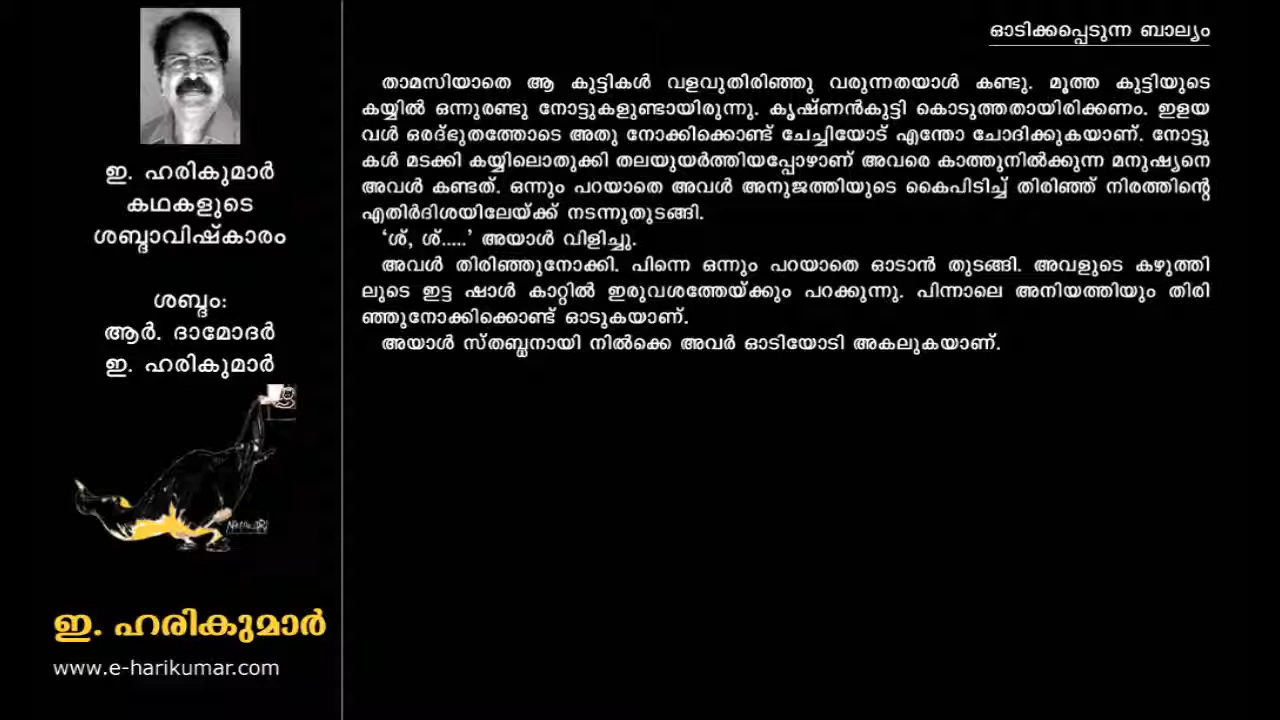 ഇ. ഹരികുമാർ
കഥകളുടെ
ശബ്ദാവിഷ്കാരം
ശബ്ദം:
ആർ. ദാമോദർ
ഇ. ഹരികുമാർ
ഇ. ഹരികുമാർ
www.e-harikumar.com
ഓടിക്കപ്പെടുന്ന ബാല്യം
താമസിയാതെ ആ കുട്ടികൾ വളവുതിരിഞ്ഞു വരുന്നതയാൾ കണ്ടു. മൂത്ത കുട്ടിയുടെ
കയ്യിൽ ഒന്നുരണ്ടു നോട്ടുകളുണ്ടായിരുന്നു. കൃഷ്ണൻകുട്ടി കൊടുത്തതായിരിക്കണം. ഇളയ
വൾ ഒരദ്ഭുതത്തോടെ അതു നോക്കിക്കൊണ്ട് ചേച്ചിയോട് എന്തോ ചോദിക്കുകയാണ്. നോട്ടു
കൾ മടക്കി കയ്യിലൊതുക്കി തലയുയർത്തിയപ്പോഴാണ് അവരെ കാത്തുനിൽക്കുന്ന മനുഷ്യനെ
അവൾ കണ്ടത്. ഒന്നും പറയാതെ അവൾ അനുജത്തിയുടെ കൈപിടിച്ച് തിരിഞ്ഞ് നിരത്തിന്റെ
എതിർദിശയിലേയ്ക്ക് നടന്നുതുടങ്ങി.
‘ശ്, ശ്.....’ അയാൾ വിളിച്ചു.
അവൾ തിരിഞ്ഞുനോക്കി. പിന്നെ ഒന്നും പറയാതെ ഓടാൻ തുടങ്ങി. അവളുടെ കഴുത്തി
ലൂടെ ഇട്ട ഷാൾ കാറ്റിൽ ഇരുവശത്തേയ്ക്കും പറക്കുന്നു. പിന്നാലെ അനിയത്തിയും തിരി
ഞ്ഞുനോക്കിക്കൊണ്ട് ഓടുകയാണ്.
അയാൾ സ്തബ്ധനായി നിൽക്കെ അവർ ഓടിയോടി അകലുകയാണ്.